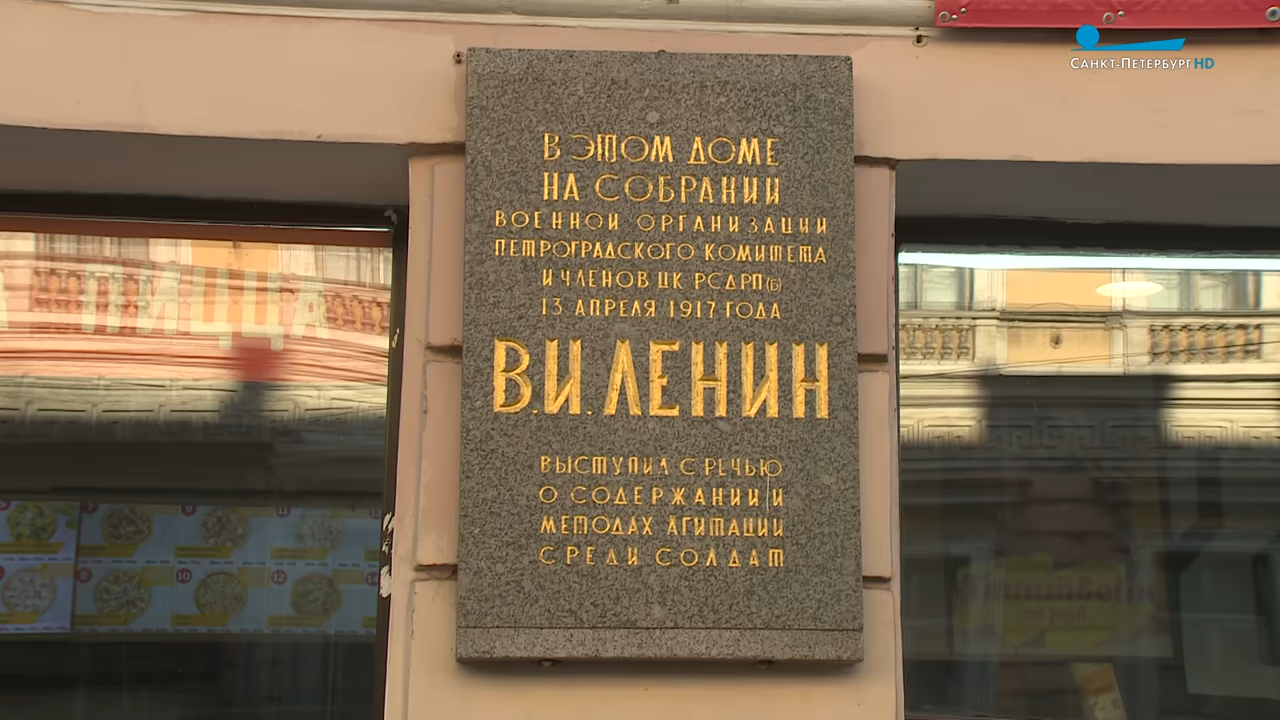 Санкт-Петербург HD
В ЭТОМ ДОМЕ
НА СОБРАНИИ
ВОЕННОЙ ОРГАНИЗАЦИИ
ПЕТРОГРАДСКОГО КОМИТЕТА
И ЧЛЕНОВ ЦК РСДРП(Б)
13 АПРЕЛЯ 1917 ГОДА
В.И.ЛЕНИН
ВЫСТУПИЛ С РЕЧЬЮ
О СОДЕРЖАНИИ И
МЕТОДАХ АГИТАЦИИ
СРЕДИ СОЛДАТ
ПИЦЦА